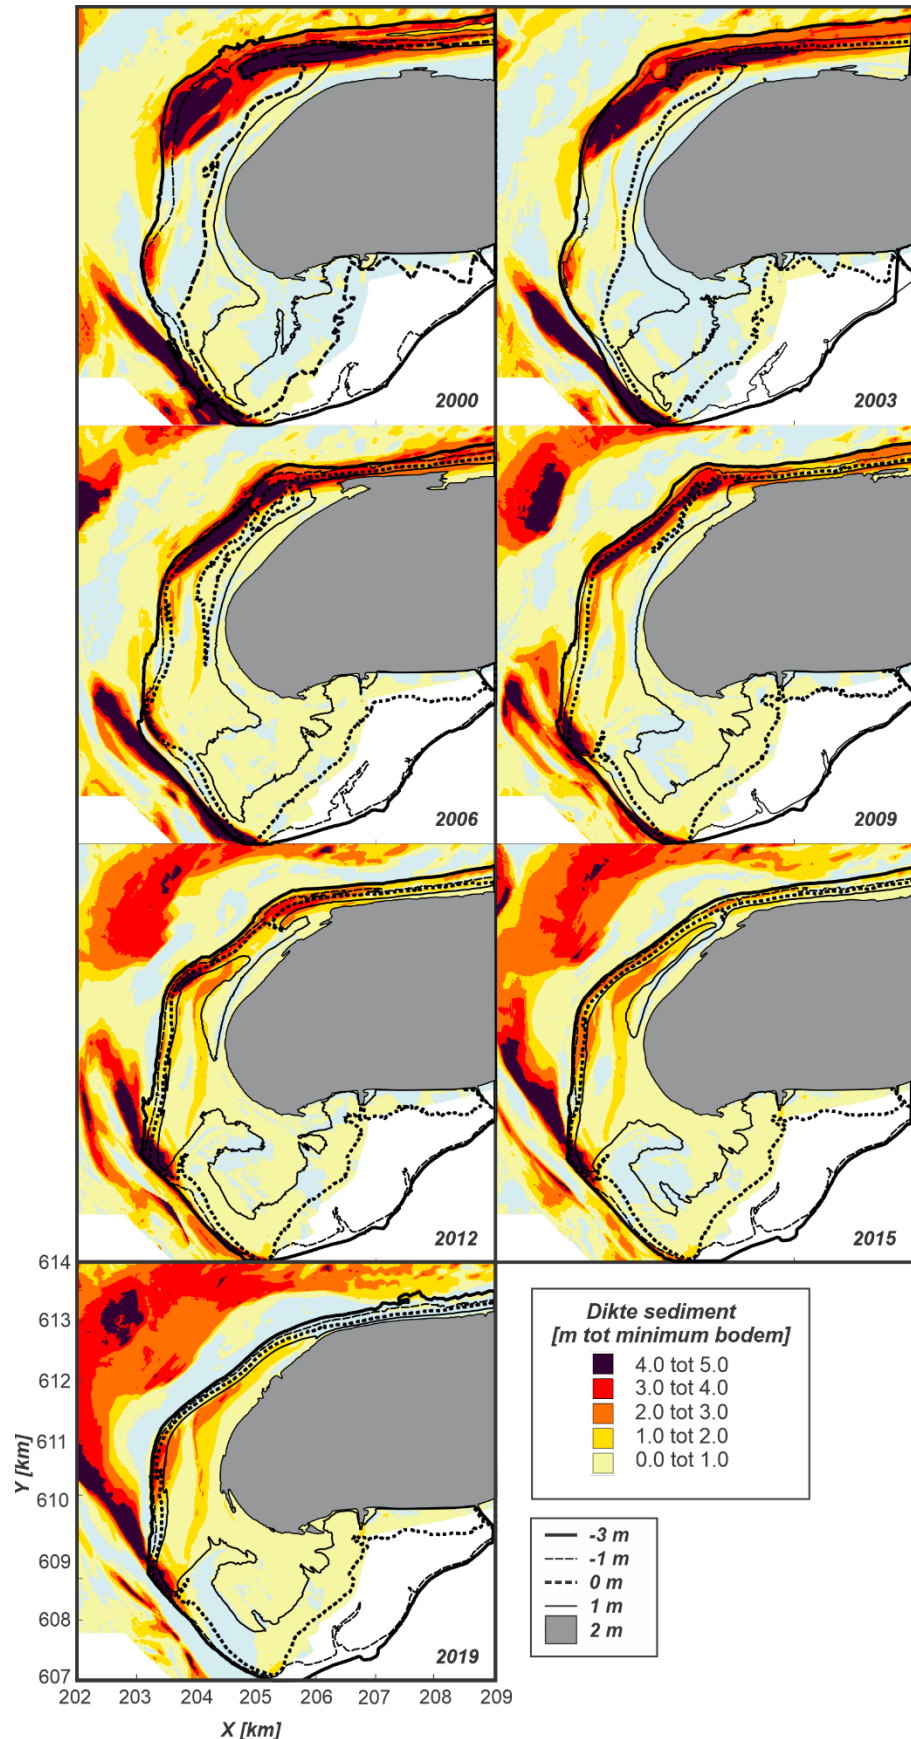 2000
2003
2006
2009
2012
2015
614
613
612
611
610
609
608
607
Y [km]
2019
202 203 204 205 206 207 208 209
X [km]
Dikte sediment
[m tot minimum bodem]
4.0 tot 5.0
3.0 tot 4.0
2.0 tot 3.0
1.0 tot 2.0
0.0 tot 1.0
-3 m
-1 m
0 m
1 m
2 m